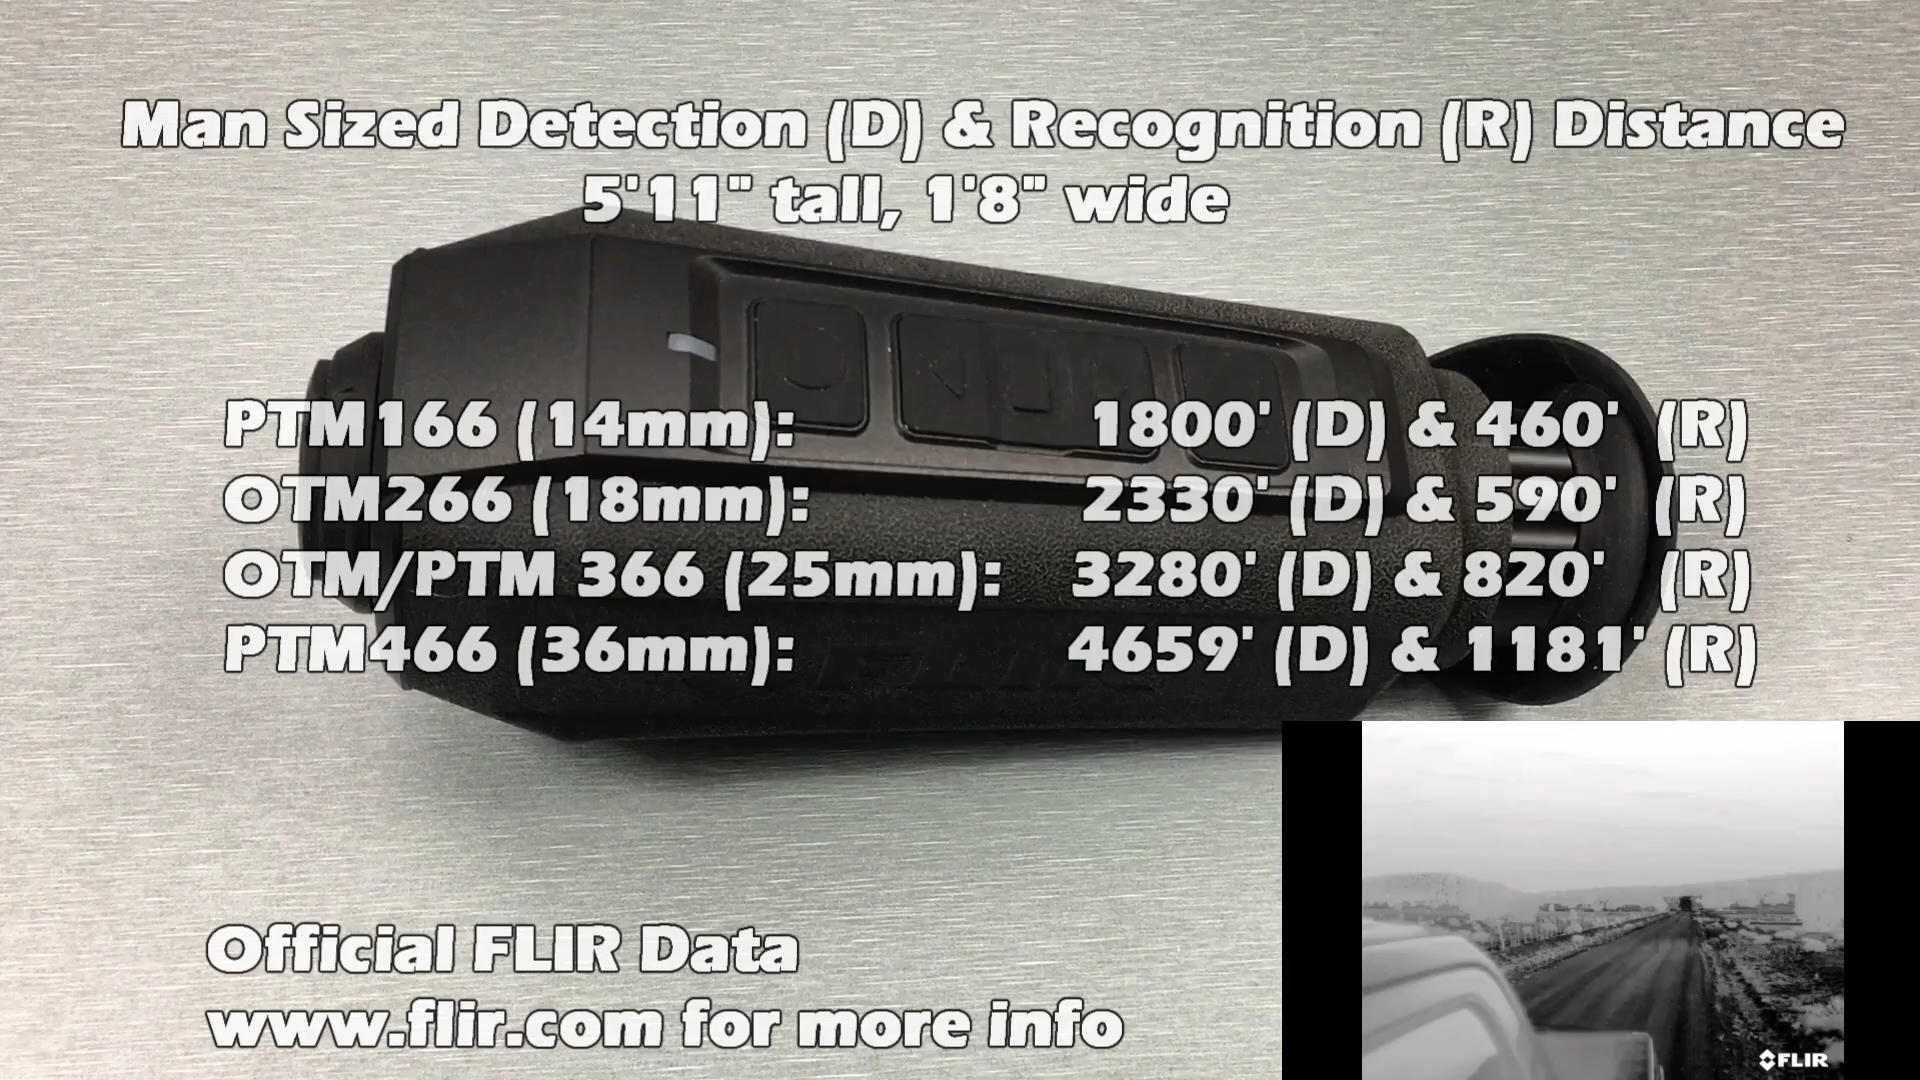 Man Sized Detection (D) & Recognition (R) Distance
5'11" tall, 1'8" wide
PTM166 (14mm): 1800' (D) & 460' (R)
OTM266 (18mm): 2330' (D) & 590' (R)
OTM/PTM 366 (25mm): 3280' (D) & 820' (R)
PTM466 (36mm): 4659' (D) & 1181' (R)
Official FLIR Data
www.flir.com for more info
FLIR